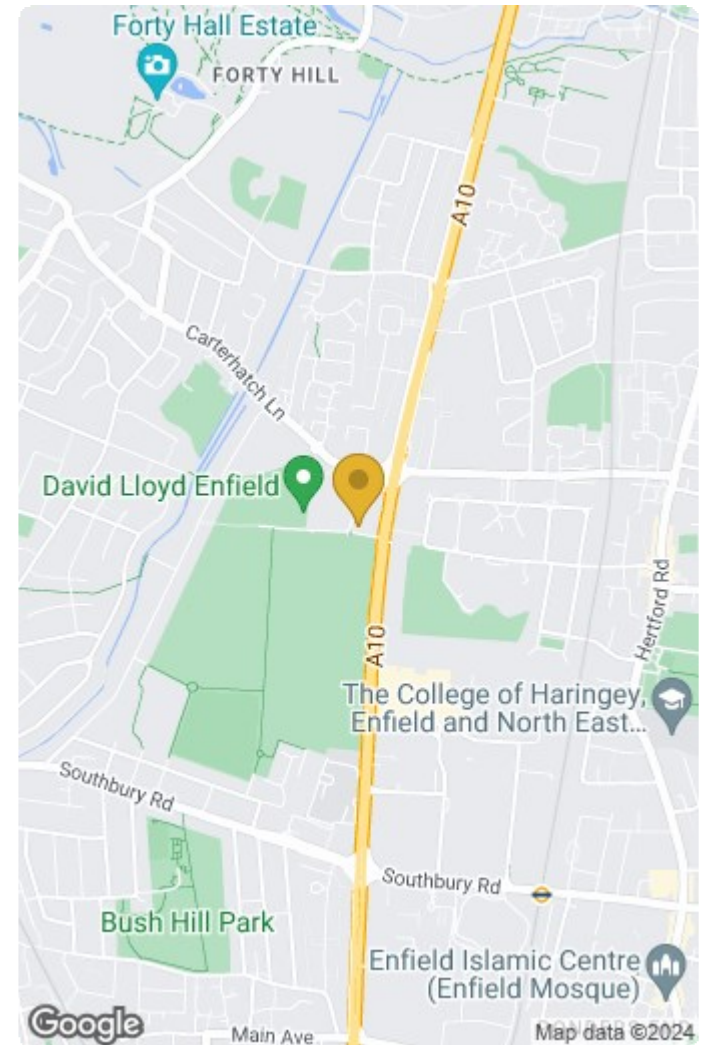 Forty Hall Estate
FORTY HILL
A10
Carterhatch Ln
David Lloyd Enfield
Hertford Rd
A10
The College of Haringey,
Enfield and North East...
Southbury Rd
Southbury Rd
Bush Hill Park
Enfield Islamic Centre
(Enfield Mosque)
Google
Main Ave
Map data ©2024